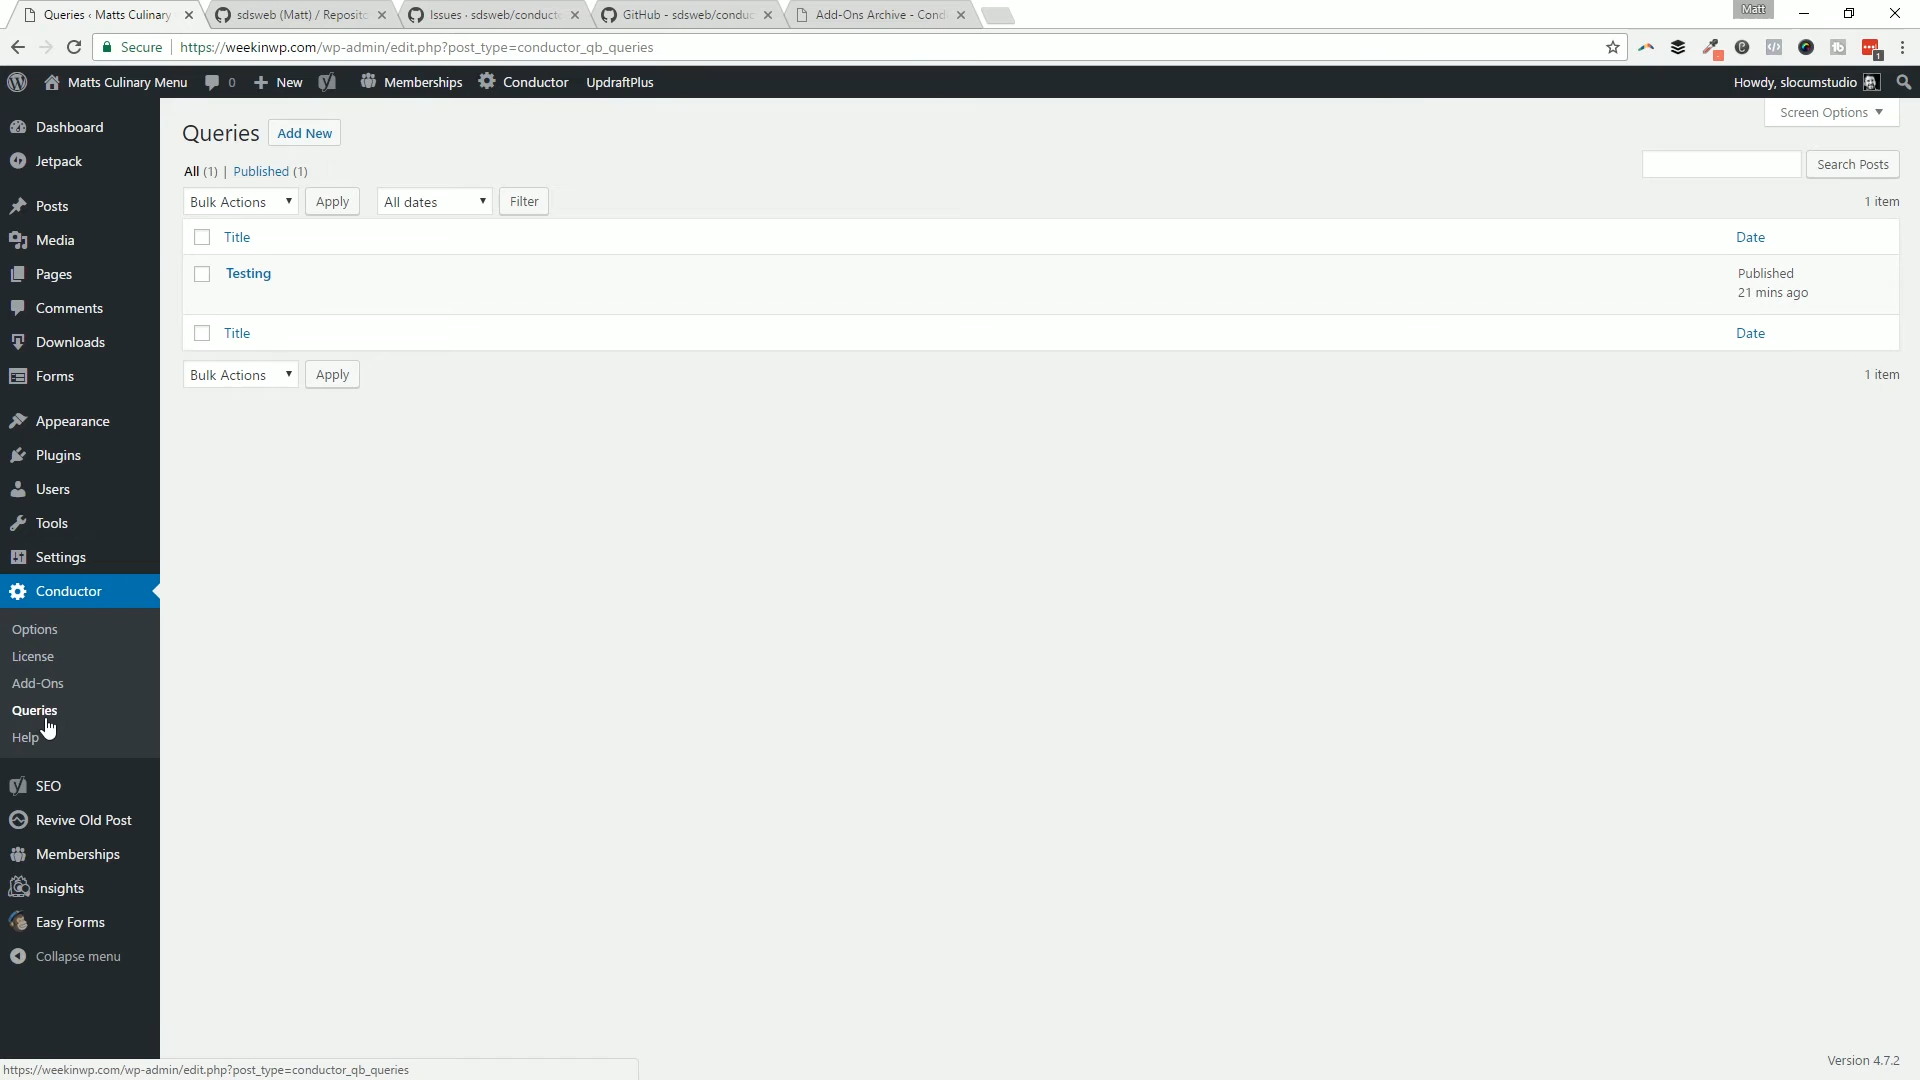 Queries ‹ Matts Culinary
sdsweb (Matt) / Reposito
Issues · sdsweb/conducto
GitHub - sdsweb/conduc
Add-Ons Archive - Cond
Matt
Secure
https://weekinwp.com/wp-admin/edit.php?post_type=conductor_qb_queries
1
Matts Culinary Menu
0
New
Memberships
Conductor
UpdraftPlus
Howdy, slocumstudio
Dashboard
Jetpack
Posts
Media
Pages
Comments
Downloads
Forms
Appearance
Plugins
Users
Tools
Settings
Conductor
Options
License
Add-Ons
Queries
Help
SEO
Revive Old Post
Memberships
Insights
Easy Forms
Collapse menu
Screen Options
Queries Add New
All (1) | Published (1)
Search Posts
Bulk Actions Apply All dates Filter 1 item
Title Date
Testing Published
21 mins ago
Title Date
Bulk Actions Apply 1 item
Version 4.7.2
https://weekinwp.com/wp-admin/edit.php?post_type=conductor_qb_queries